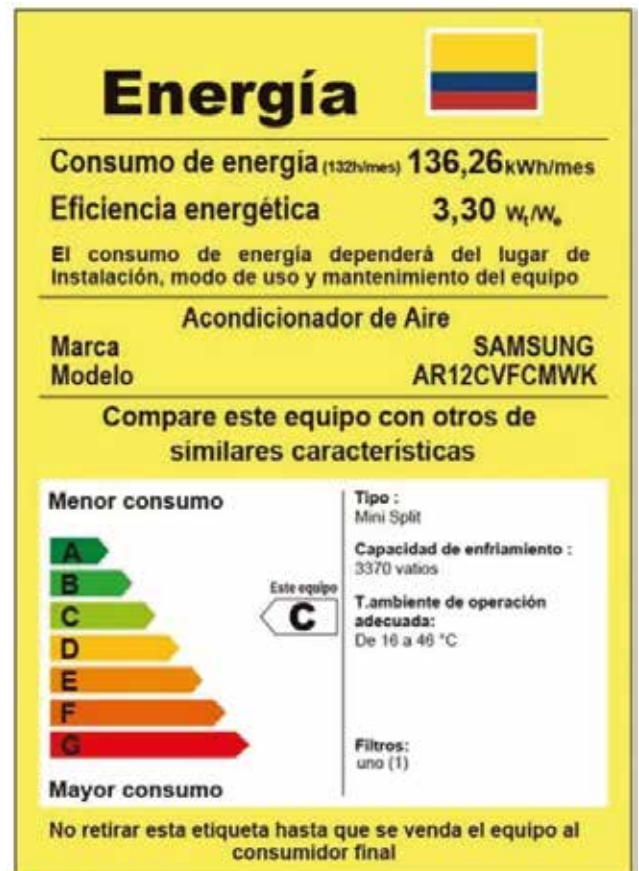 Energía
Consumo de energía (132h/mes) 136,26 kWh/mes
Eficiencia energética 3,30 Wt/We
El consumo de energía dependerá del lugar de
Instalación, modo de uso y mantenimiento del equipo
Acondicionador de Aire
Marca SAMSUNG
Modelo AR12CVFCMWK
Compare este equipo con otros de
similares características
Menor consumo
A
B
C
D
E
F
G
Mayor consumo
Este equipo
C
Tipo :
Mini Split
Capacidad de enfriamiento :
3370 vatios
T.ambiente de operación
adecuada:
De 16 a 46 °C
Filtros:
uno (1)
No retirar esta etiqueta hasta que se venda el equipo al
consumidor final